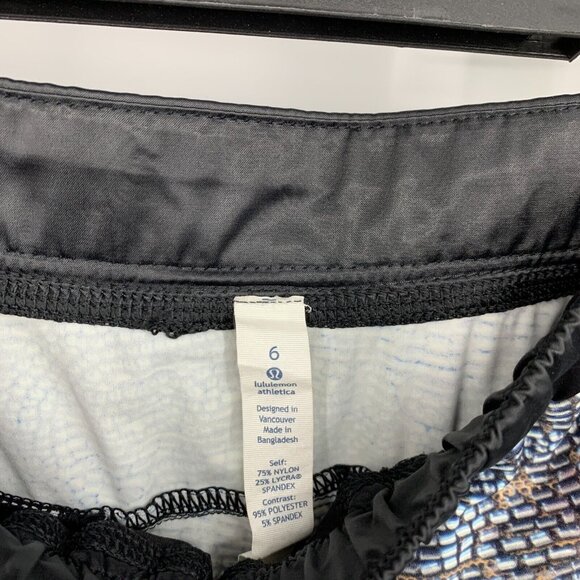 6
lululemon
athletica
Designed in
Vancouver
Made in
Bangladesh
Self:
75% NYLON
25% LYCRA®
SPANDEX
Contrast:
95% POLYESTER
5% SPANDEX